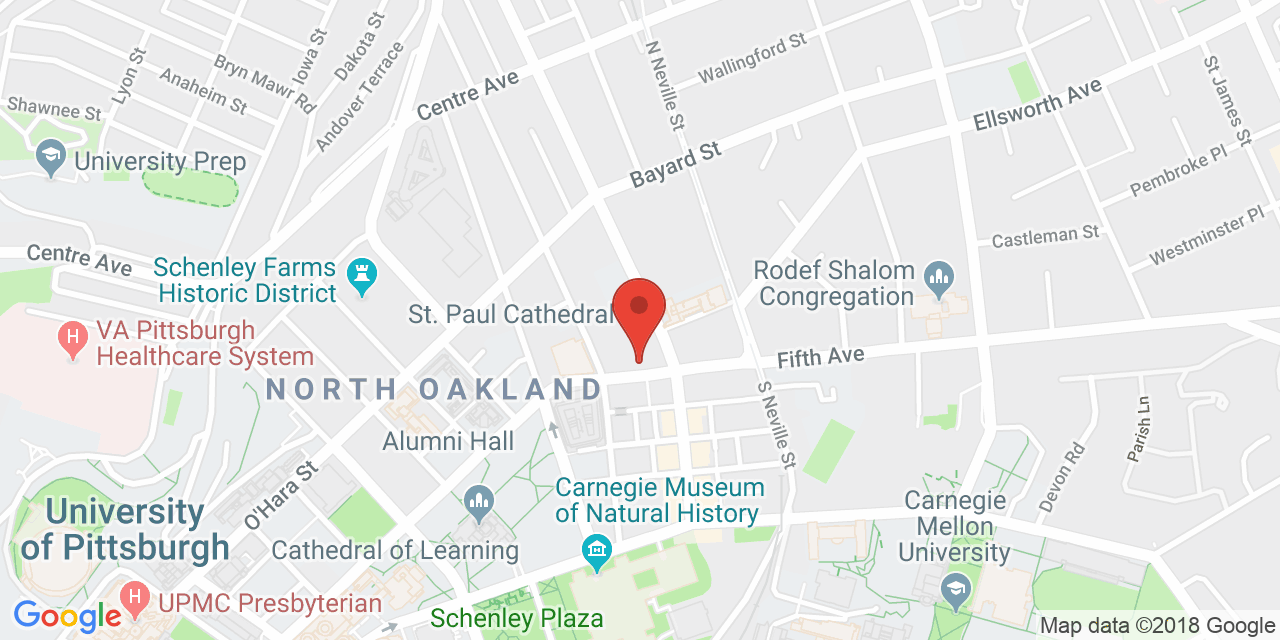 Iowa St
Dakota St
Bryn Mawr Rd
Andover Terrace
Lyon St
Anaheim St
Shawnee St
Centre Ave
N Neville St
Wallingford St
Ellsworth Ave
St James St
Bayard St
Pembroke Pl
University Prep
Westminster Pl
Castleman St
Centre Ave
Schenley Farms
Historic District
Rodef Shalom
Congregation
St. Paul Cathedral
H
VA Pittsburgh
Healthcare System
Fifth Ave
NORTH OAKLAND
S Neville St
Parish Ln
Alumni Hall
Devon Rd
O'Hara St
Carnegie Museum
of Natural History
Carnegie
Mellon
University
University
of Pittsburgh
Cathedral of Learning
H
UPMC Presbyterian
Schenley Plaza
Google
Map data ©2018 Google